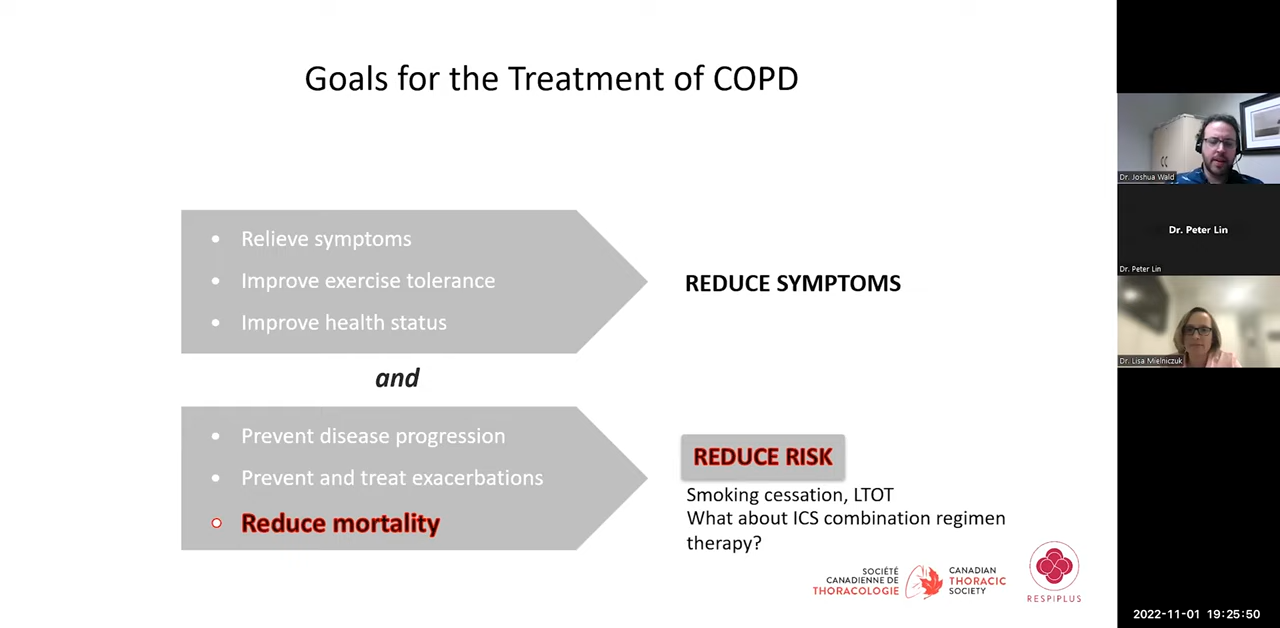 Goals for the Treatment of COPD
• Relieve symptoms
• Improve exercise tolerance
• Improve health status
REDUCE SYMPTOMS
and
• Prevent disease progression
• Prevent and treat exacerbations
Reduce mortality
REDUCE RISK
Smoking cessation, LTOT
What about ICS combination regimen
therapy?
SOCIÉTÉ
CANADIENNE DE
THORACOLOGIE
CANADIAN
THORACIC
SOCIETY
RESPIPLUS
Dr. Joshua Wald
Dr. Peter Lin
Dr. Peter Lin
Dr. Lisa Mielniczuk
2022-11-01 19:25:50